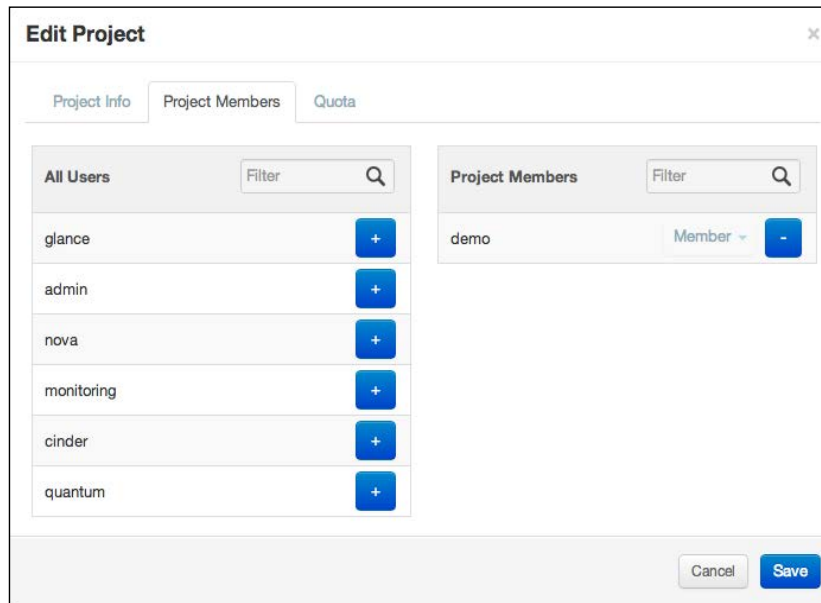 Edit Project ×
Project Info Project Members Quota
All Users Filter Project Members Filter
glance + demo Member -
admin +
nova +
monitoring +
cinder +
quantum +
Cancel Save